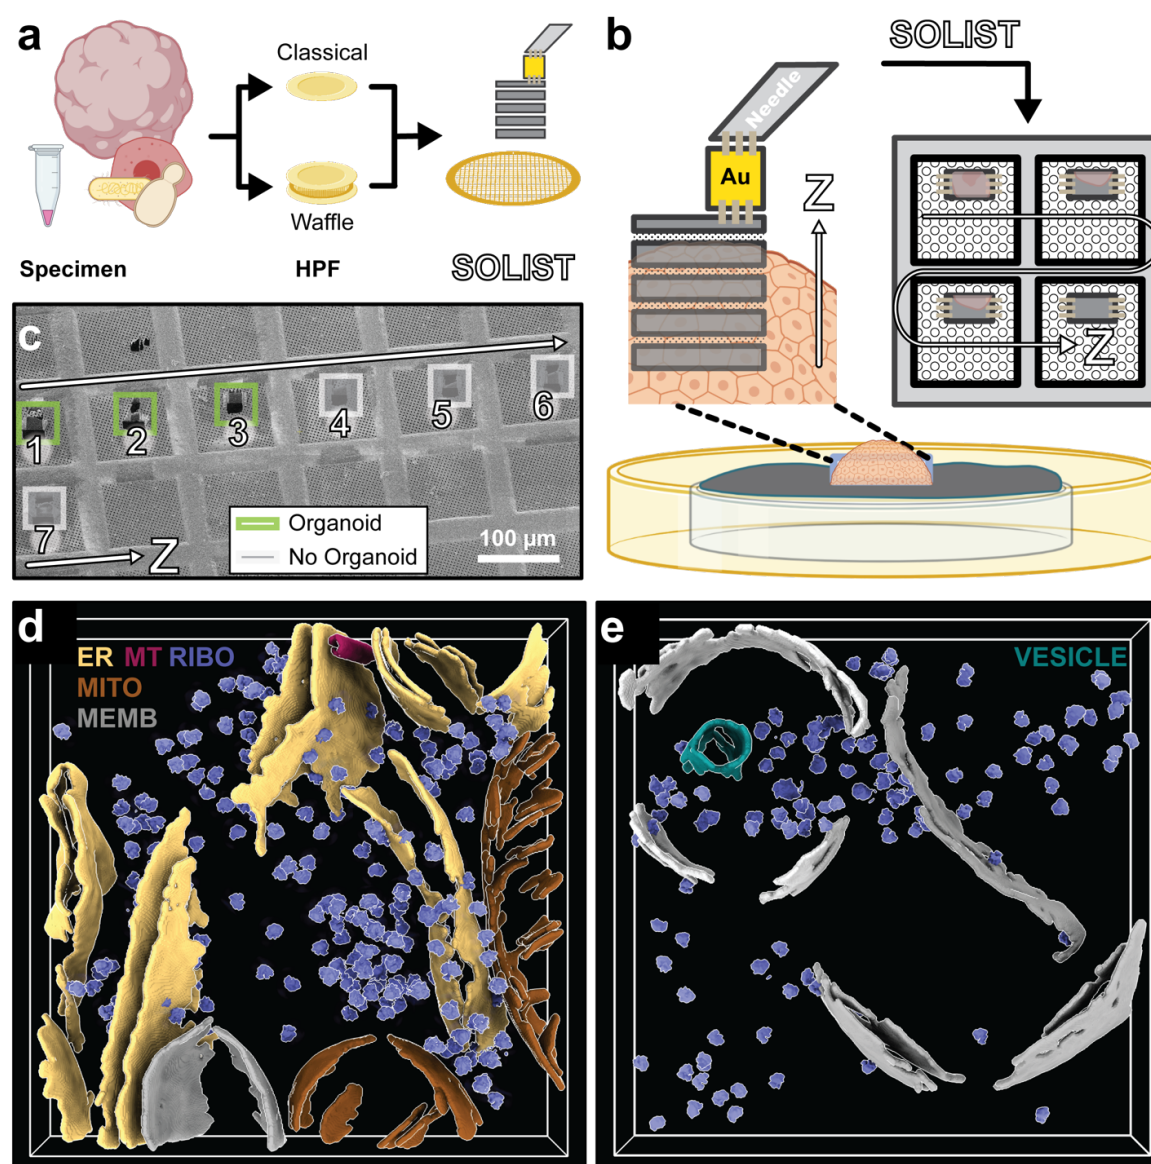 a
Classical
Waffle
Specimen
HPF
SOLIST
b
SOLIST
Needle
Au
Z
Z
c
1
2
3
4
5
6
7
Z
Organoid
No Organoid
100 µm
d
ER MT RIBO
MITO
MEMB
e
VESICLE